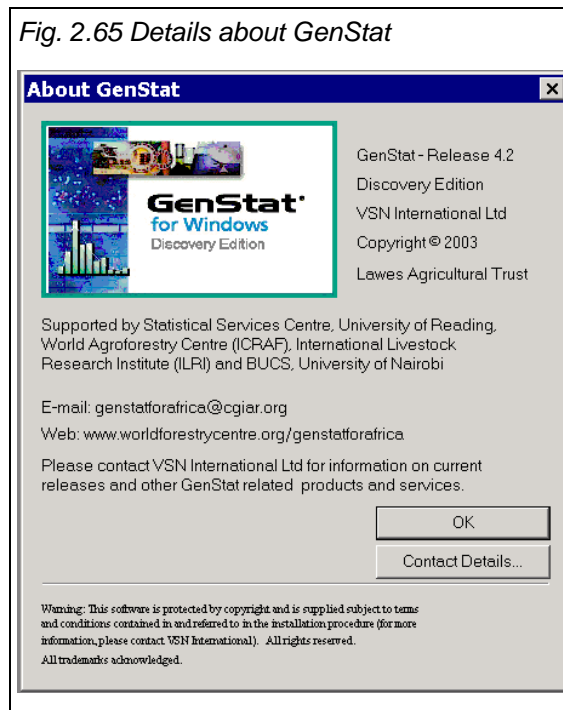 Fig. 2.65 Details about GenStat
About GenStat
GenStat
for Windows
Discovery Edition
GenStat - Release 4.2
Discovery Edition
VSN International Ltd
Copyright © 2003
Lawes Agricultural Trust
Supported by Statistical Services Centre, University of Reading,
World Agroforestry Centre (ICRAF), International Livestock
Research Institute (ILRI) and BUCS, University of Nairobi
E-mail: genstatforafrica@cgiar.org
Web: www.worldforestrycentre.org/genstatforafrica
Please contact VSN International Ltd for information on current
releases and other GenStat related products and services.
OK
Contact Details...
Warning: This software is protected by copyright and is supplied subject to terms
and conditions contained in and referred to in the installation procedure (for more
information, please contact VSN International). All rights reserved.
All trademarks acknowledged.